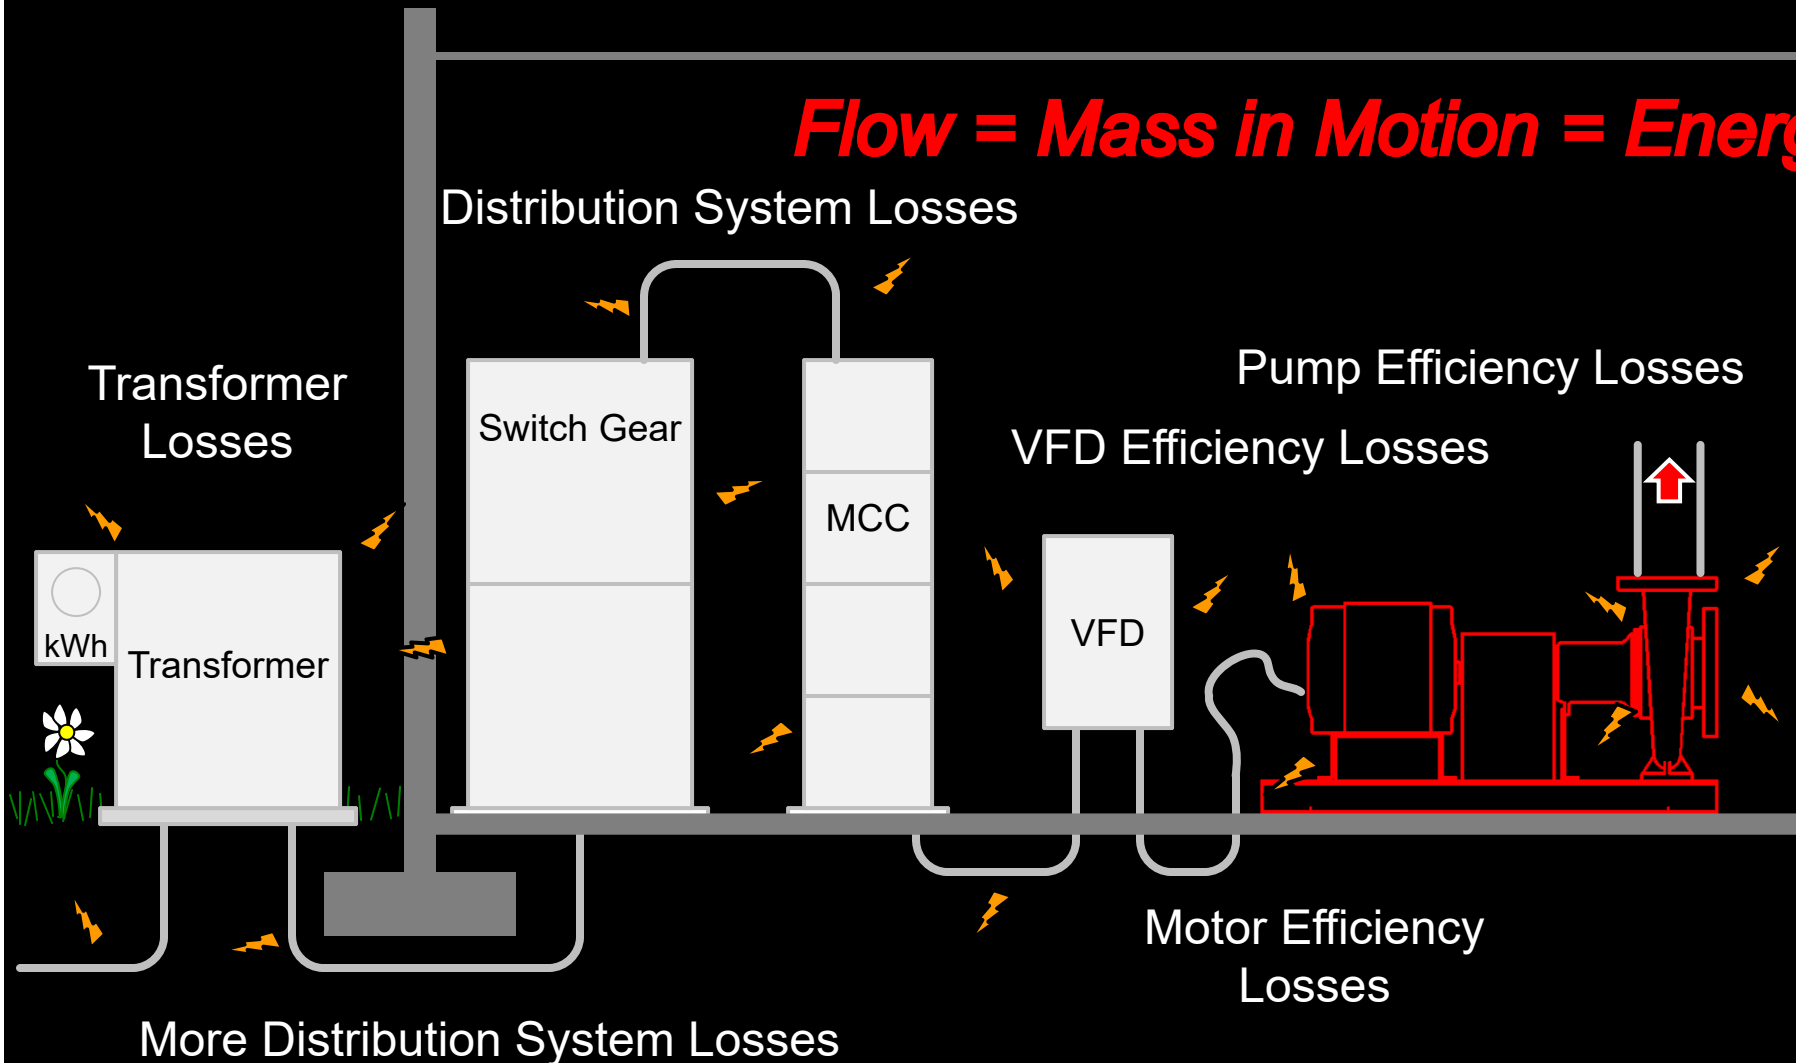 Flow = Mass in Motion = Energ
Distribution System Losses
Transformer
Losses
Pump Efficiency Losses
Switch Gear
VFD Efficiency Losses
MCC
kWh
Transformer
VFD
Motor Efficiency
Losses
More Distribution System Losses